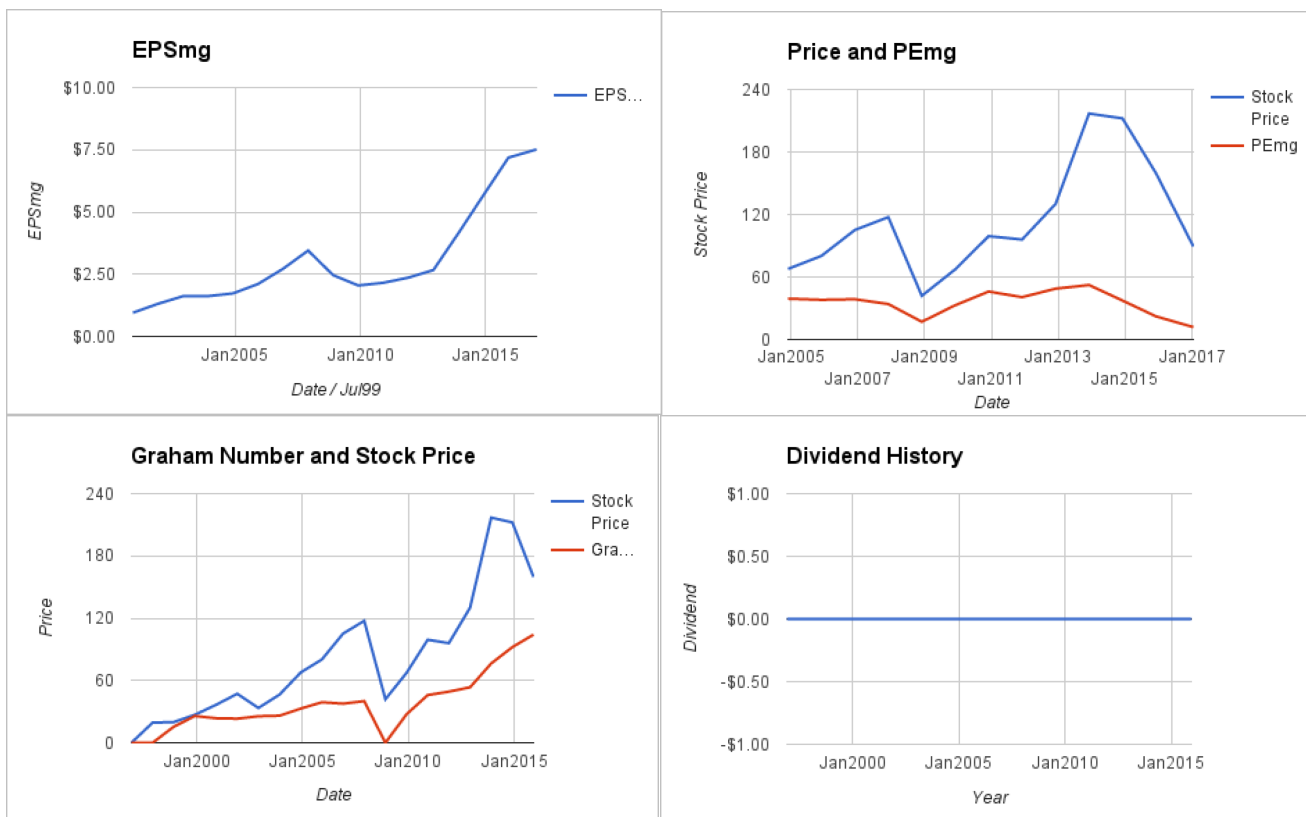 EPSmg
$10.00
$7.50
$5.00
$2.50
$0.00
EPSmg
Jan2005
Jan2010
Jan2015
Date / Jul99
EPS...
Price and PEmg
240
180
120
60
0
Stock Price
Jan2005
Jan2009
Jan2013
Jan2017
Jan2007
Jan2011
Jan2015
Date
Stock
Price
PEmg
Graham Number and Stock Price
240
180
120
60
0
Price
Jan2000
Jan2005
Jan2010
Jan2015
Date
Stock
Price
Gra...
Dividend History
$1.00
$0.50
$0.00
-$0.50
-$1.00
Dividend
Jan2000
Jan2005
Jan2010
Jan2015
Year